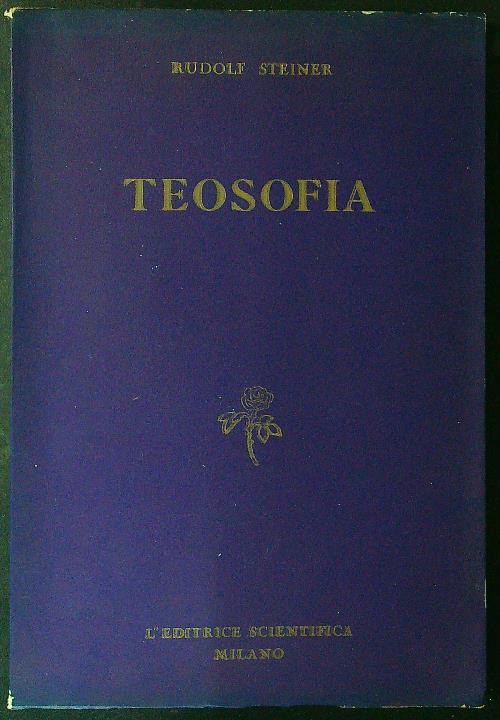 RUDOLF STEINER
TEOSOFIA
L'EDITRICE SCIENTIFICA
MILANO